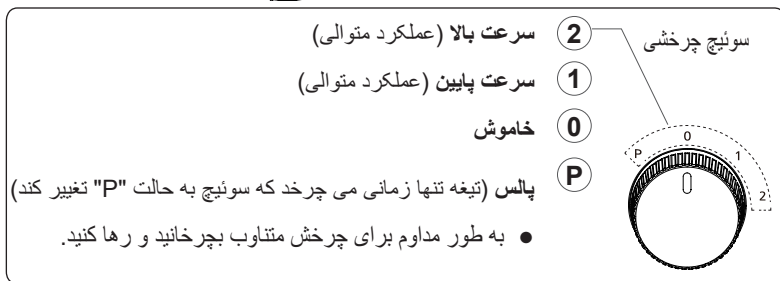 سوئیچ چرخشی
2 سرعت بالا (عملکرد متوالی)
1 سرعت پایین (عملکرد متوالی)
0 خاموش
P پالس (تیغه تنها زمانی می چرخد که سوئیچ به حالت "P" تغییر کند)
● به طور مداوم برای چرخش متناوب بچرخانید و رها کنید.
P
0
1
2